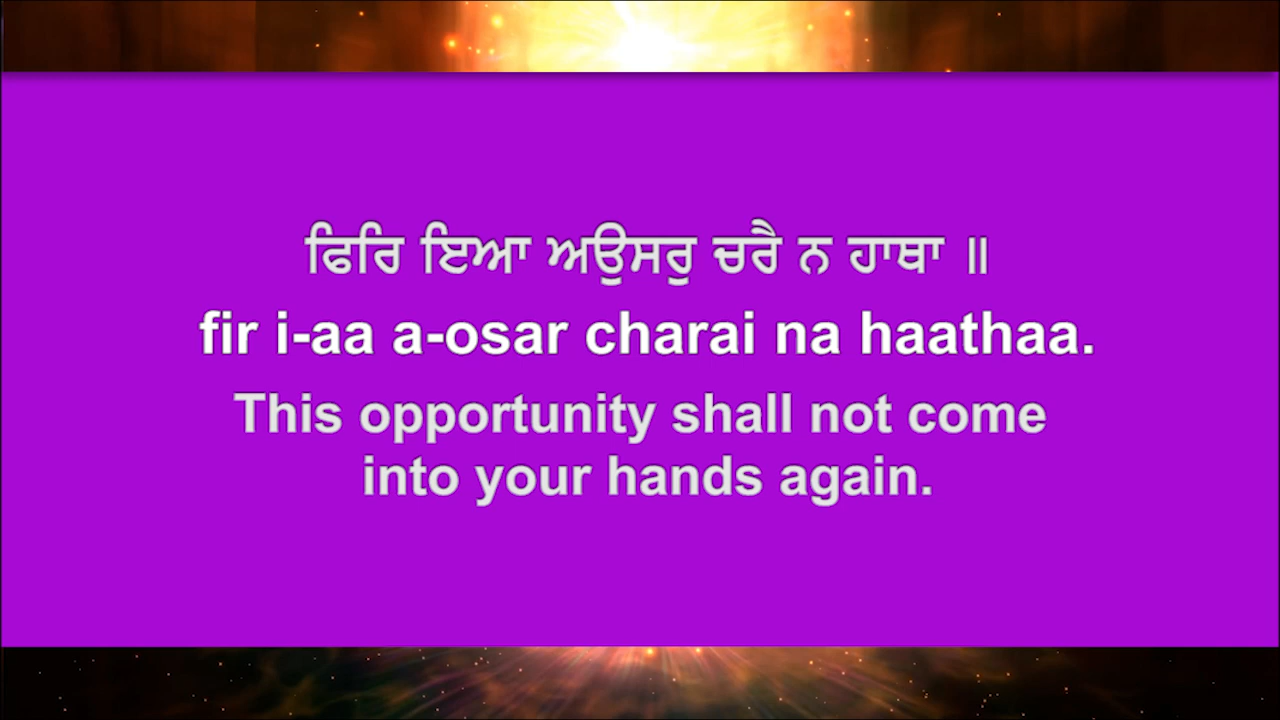 ਫਿਰਿ ਇਆ ਅਉਸਰੁ ਚਰੈ ਨ ਹਾਥਾ ॥
fir i-aa a-osar charai na haathaa.
This opportunity shall not come
into your hands again.